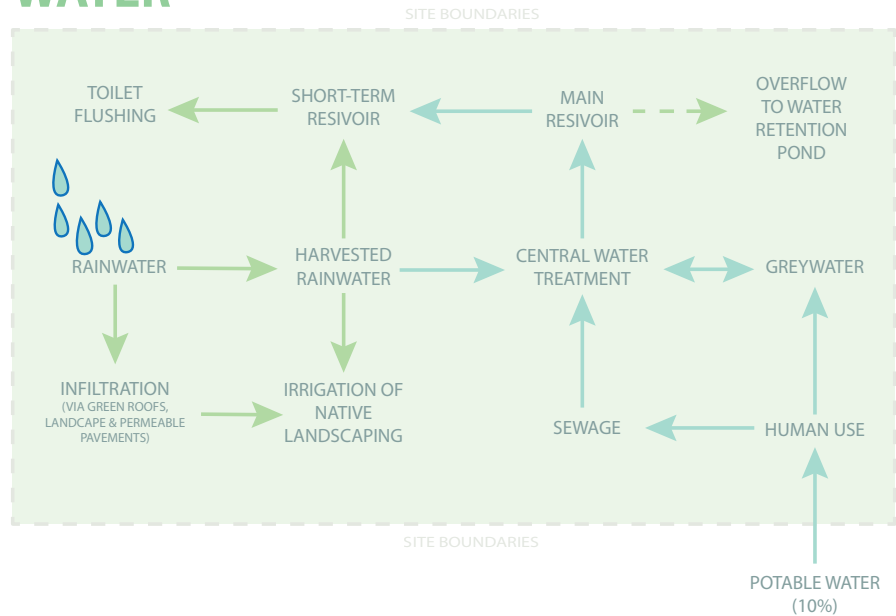 WATER
SITE BOUNDARIES
TOILET
FLUSHING
SHORT-TERM
RESIVOIR
MAIN
RESIVOIR
OVERFLOW
TO WATER
RETENTION
POND
RAINWATER
HARVESTED
RAINWATER
CENTRAL WATER
TREATMENT
GREYWATER
INFILTRATION
(VIA GREEN ROOFS,
LANDCAPE & PERMEABLE
PAVEMENTS)
IRRIGATION OF
NATIVE
LANDSCAPING
SEWAGE
HUMAN USE
SITE BOUNDARIES
POTABLE WATER
(10%)